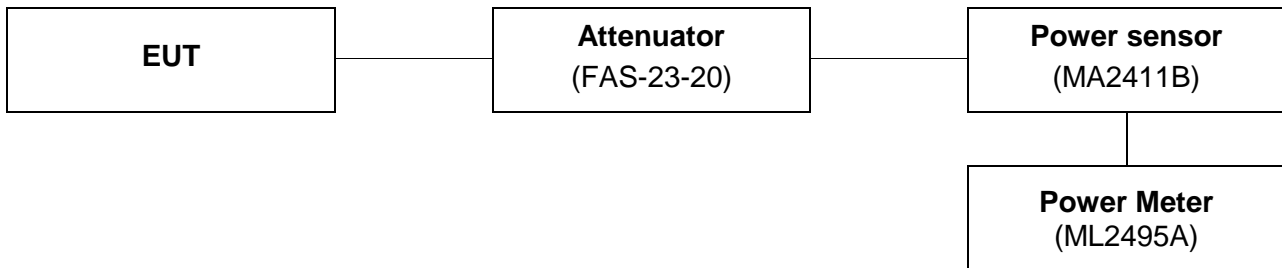 EUT
Attenuator
(FAS-23-20)
Power sensor
(MA2411B)
Power Meter
(ML2495A)